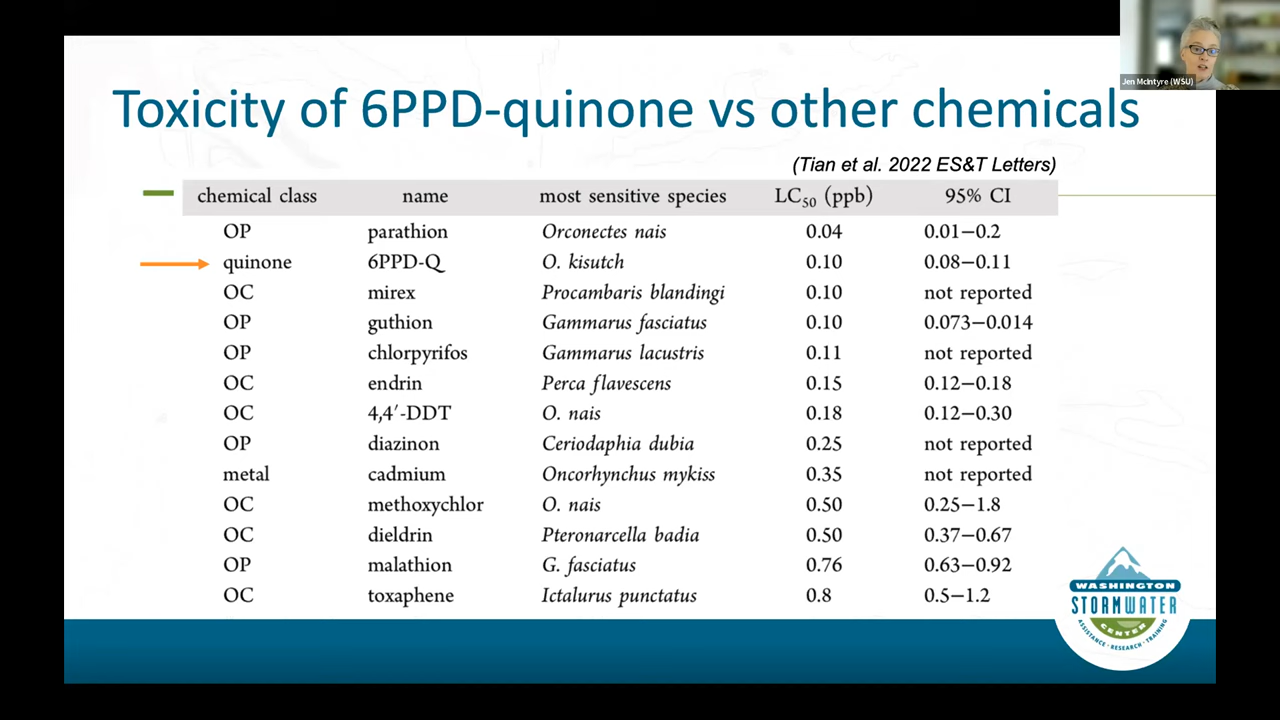 Jen McIntyre (WSU)
Toxicity of 6PPD-quinone vs other chemicals
(Tian et al. 2022 ES&T Letters)
chemical class name most sensitive species LC50 (ppb) 95% CI
OP parathion Orconectes nais 0.04 0.01−0.2
quinone 6PPD-Q O. kisutch 0.10 0.08−0.11
OC mirex Procambaris blandingi 0.10 not reported
OP guthion Gammarus fasciatus 0.10 0.073−0.014
OP chlorpyrifos Gammarus lacustris 0.11 not reported
OC endrin Perca flavescens 0.15 0.12−0.18
OC 4,4′-DDT O. nais 0.18 0.12−0.30
OP diazinon Ceriodaphia dubia 0.25 not reported
metal cadmium Oncorhynchus mykiss 0.35 not reported
OC methoxychlor O. nais 0.50 0.25−1.8
OC dieldrin Pteronarcella badia 0.50 0.37−0.67
OP malathion G. fasciatus 0.76 0.63−0.92
OC toxaphene Ictalurus punctatus 0.8 0.5−1.2
WASHINGTON
STORMWATER
CENTER
ASSISTANCE • RESEARCH • TRAINING